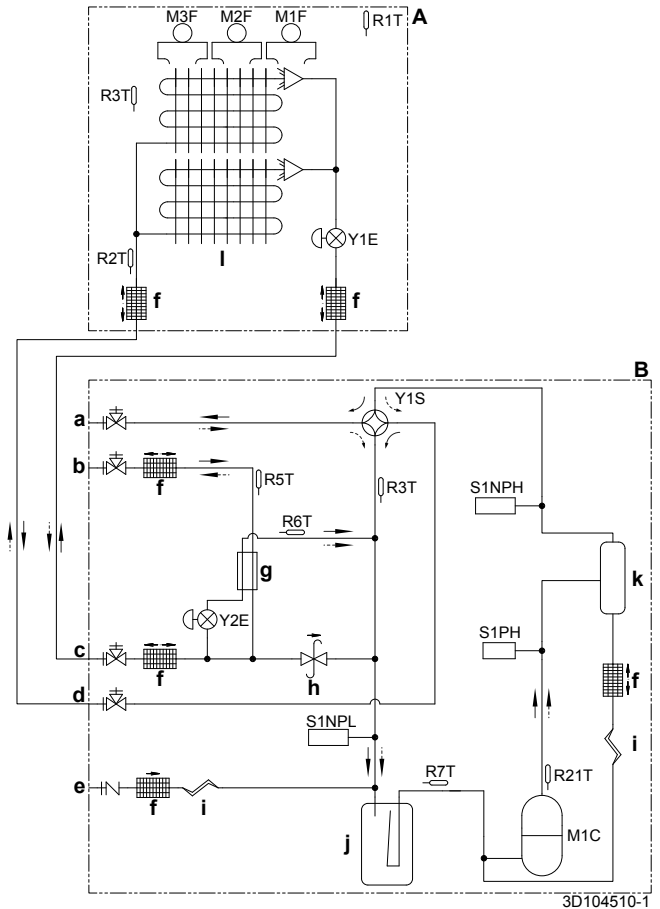 M3F M2F M1F R1T A
R3T
Y1E
R2T l
f f
B
a Y1S
b
f R5T R3T S1NPH
R6T
g k
Y2E
S1PH
c
f h f
d
S1NPL i
R7T R21T
e
f i
j M1C
3D104510-1